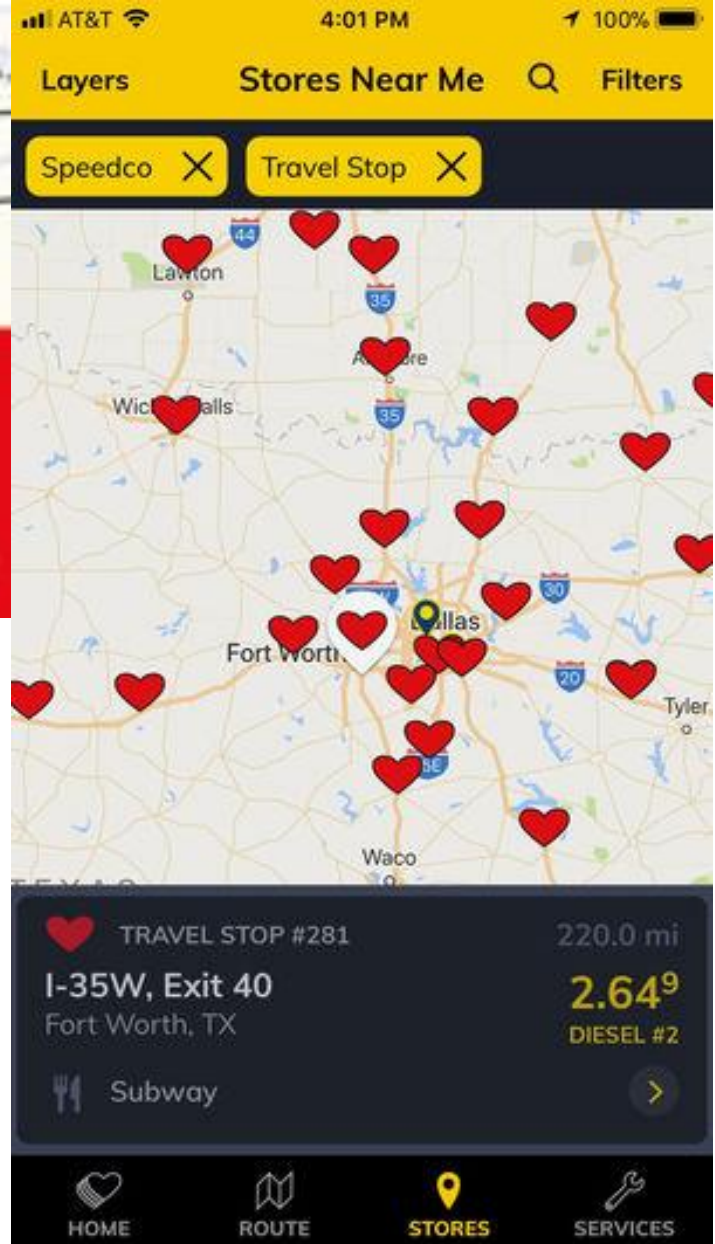 AT&T 4:01 PM 100%
Layers Stores Near Me Filters
Speedco Travel Stop
44
Lawton
35
35
30
Dallas
Fort Worth
20
Tyler
Waco
TEXAS
TRAVEL STOP #281 220.0 mi
I-35W, Exit 40 2.64⁹
Fort Worth, TX DIESEL #2
Subway
HOME ROUTE STORES SERVICES